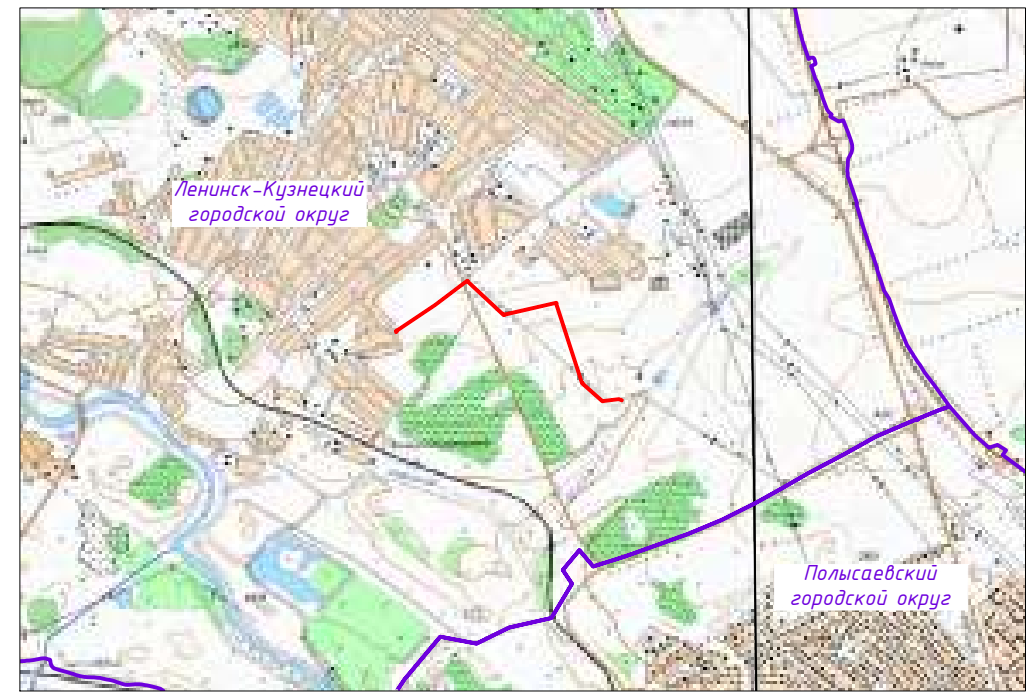 Ленинск-Кузнецкий
городской округ
Полысаевский
городской округ